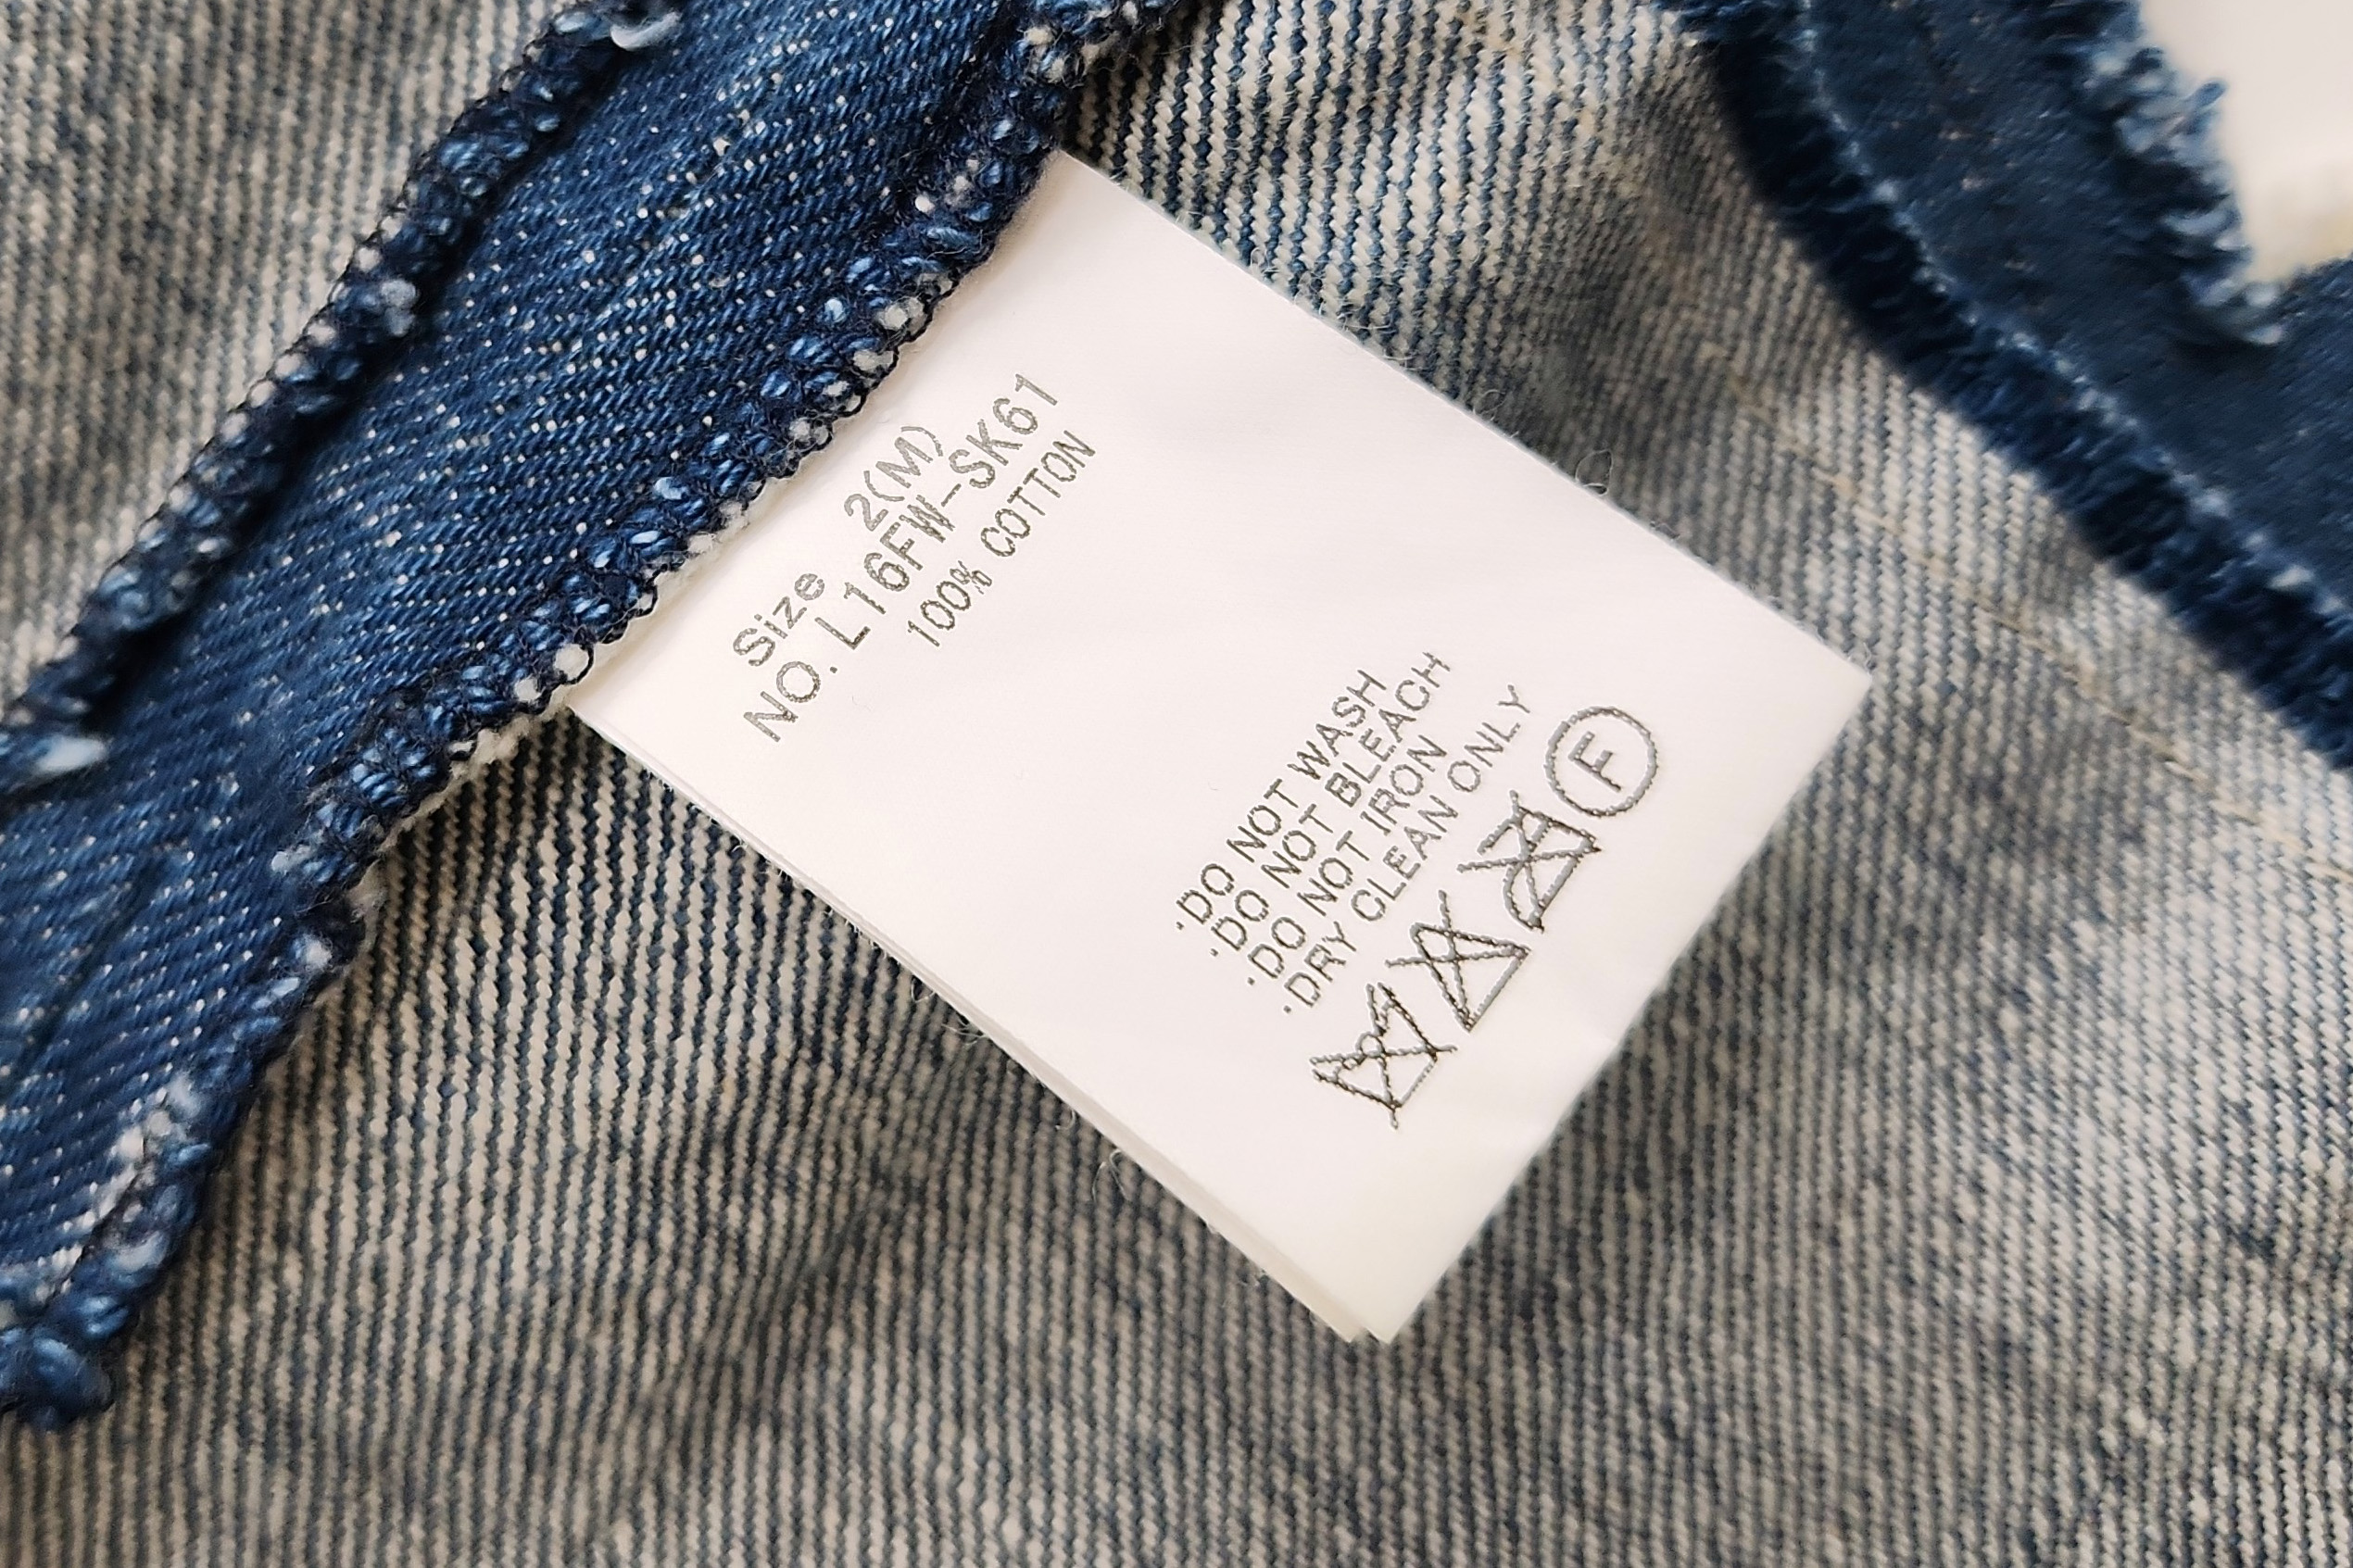 Size 2(M)
NO. L16FW-SK61
100% COTTON
·DO NOT WASH
·DO NOT BLEACH
·DO NOT IRON
·DRY CLEAN ONLY
F